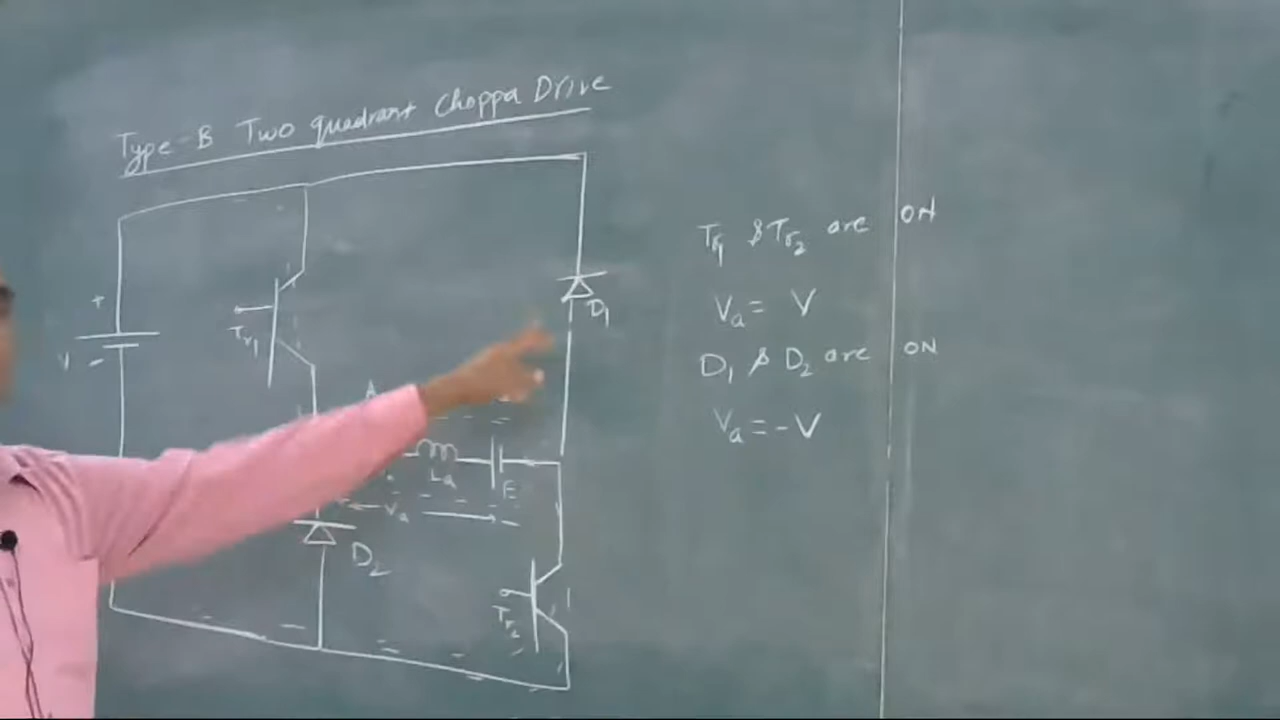 Type-B Two quadrant Choppa Drive
+
V
-
Tr1
D1
A
La
E
Va
D2
Tr2
Tr1 & Tr2 are ON
Va = V
D1 & D2 are ON
Va = -V